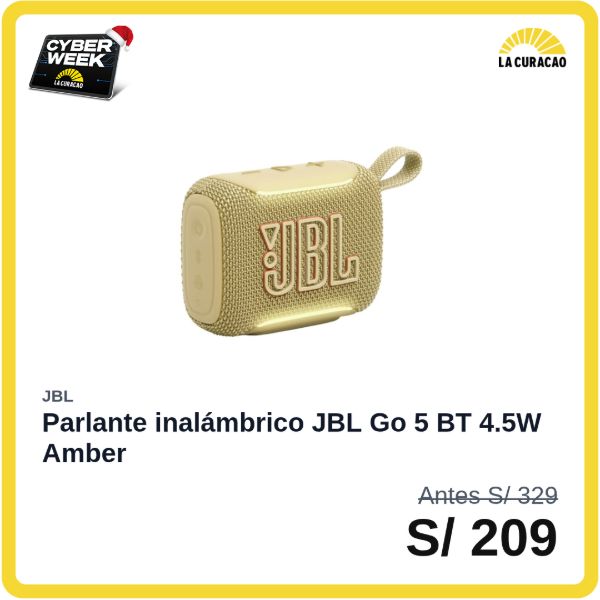 CYBER
WEEK
LA CURACAO
LA CURACAO
JBL
JBL
Parlante inalámbrico JBL Go 5 BT 4.5W
Amber
Antes S/ 329
S/ 209